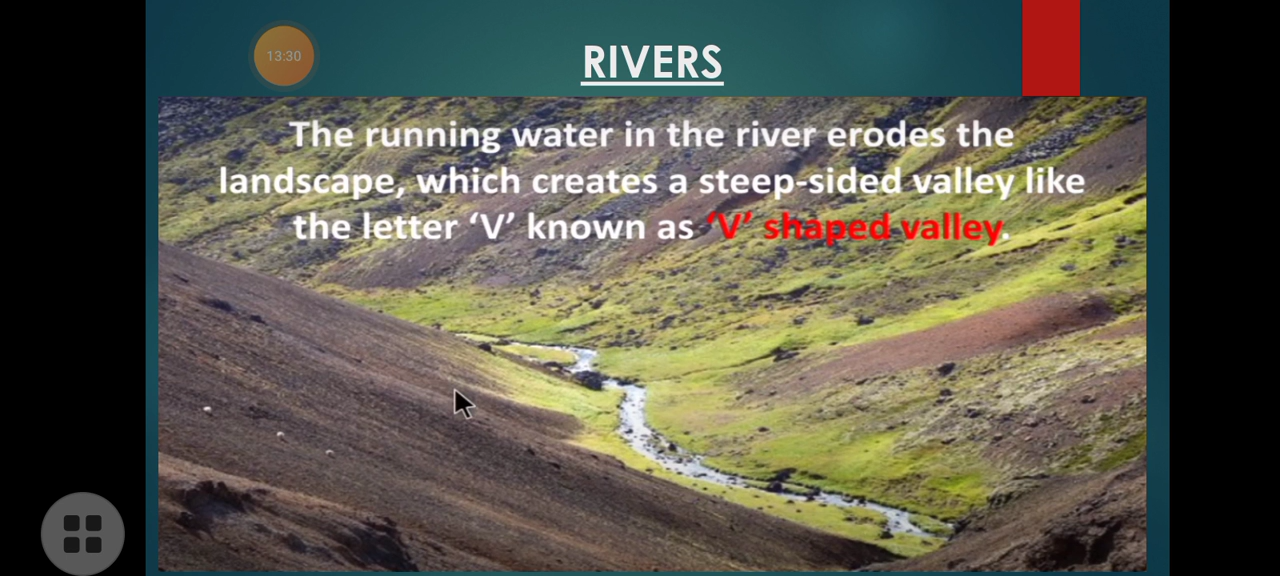 13:30
RIVERS
The running water in the river erodes the
landscape, which creates a steep-sided valley like
the letter ‘V’ known as ‘V’ shaped valley.